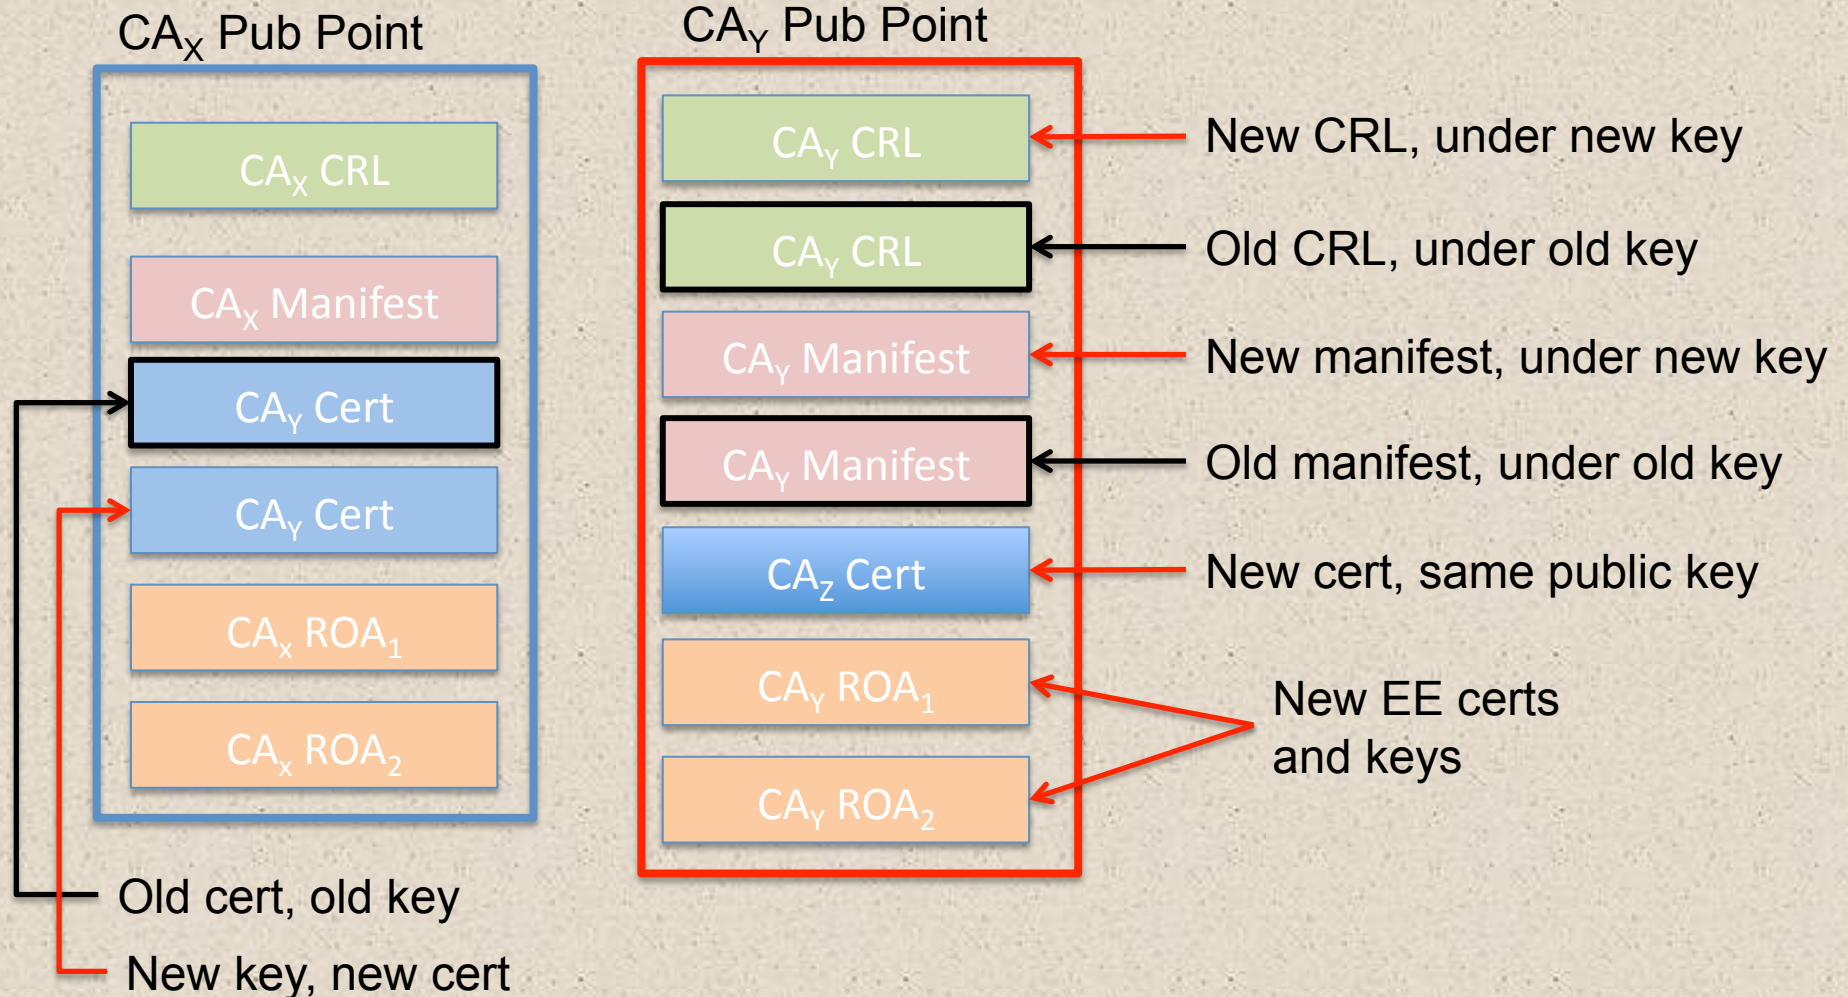 CAX Pub Point
CAX CRL
CAX Manifest
CAY Cert
CAY Cert
CAx ROA1
CAx ROA2
Old cert, old key
New key, new cert
CAY Pub Point
CAY CRL
CAY CRL
CAY Manifest
CAY Manifest
CAZ Cert
CAY ROA1
CAY ROA2
New CRL, under new key
Old CRL, under old key
New manifest, under new key
Old manifest, under old key
New cert, same public key
New EE certs
and keys